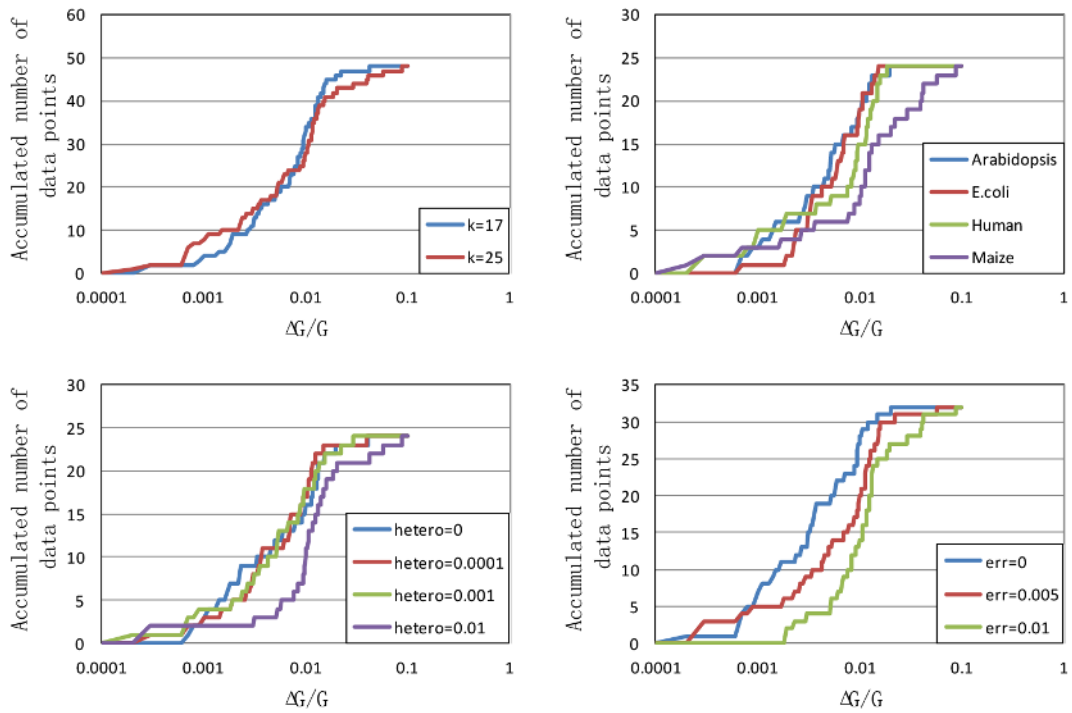 Accumulated number of
data points
60
50
40
30
20
10
0
0.0001
0.001
0.01
0.1
1
ΔG/G
k=17
k=25
Accumulated number of
data points
30
25
20
15
10
5
0
0.0001
0.001
0.01
0.1
1
ΔG/G
Arabidopsis
E.coli
Human
Maize
Accumulated number of
data points
30
25
20
15
10
5
0
0.0001
0.001
0.01
0.1
1
ΔG/G
hetero=0
hetero=0.0001
hetero=0.001
hetero=0.01
Accumulated number of
data points
35
30
25
20
15
10
5
0
0.0001
0.001
0.01
0.1
1
ΔG/G
err=0
err=0.005
err=0.01